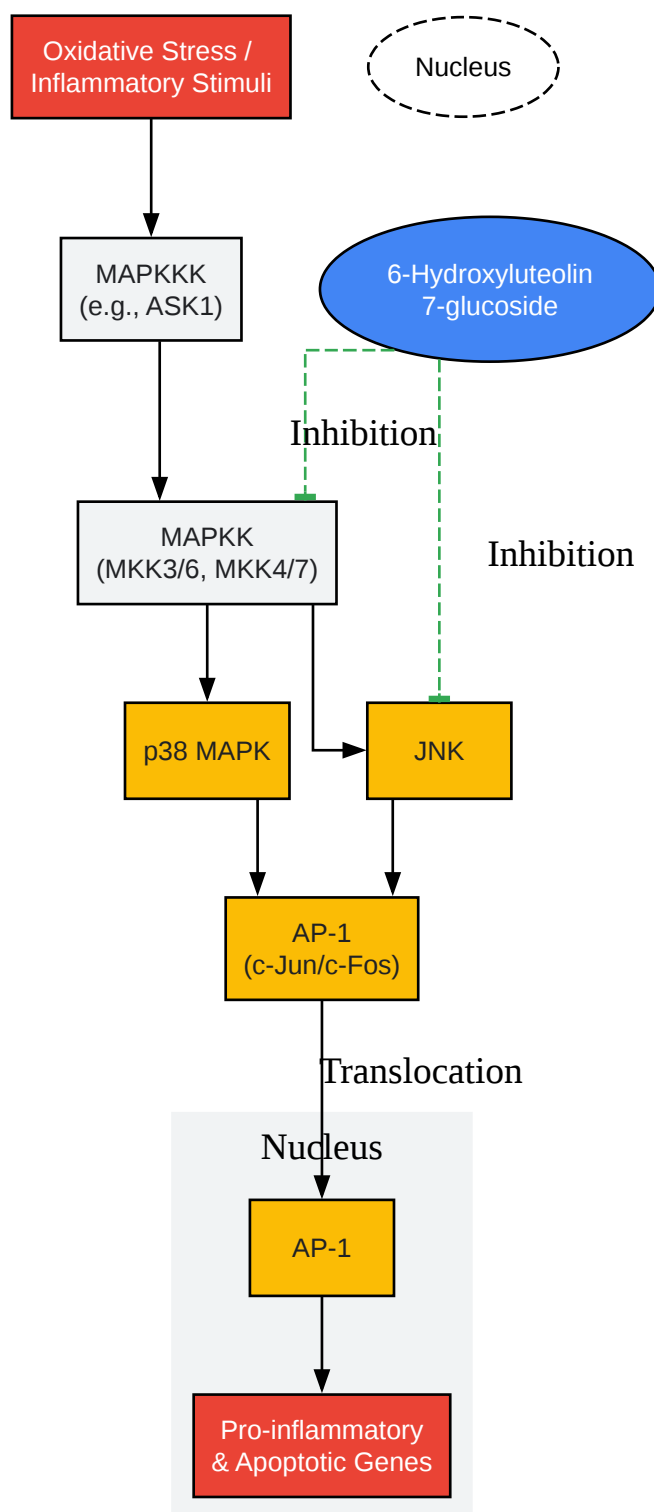 Oxidative Stress /
Inflammatory Stimuli
Nucleus
MAPKKK
(e.g., ASK1)
6-Hydroxyluteolin
7-glucoside
Inhibition
MAPKK
(MKK3/6, MKK4/7)
Inhibition
p38 MAPK
JNK
AP-1
(c-Jun/c-Fos)
Translocation
Nucleus
AP-1
Pro-inflammatory
& Apoptotic Genes